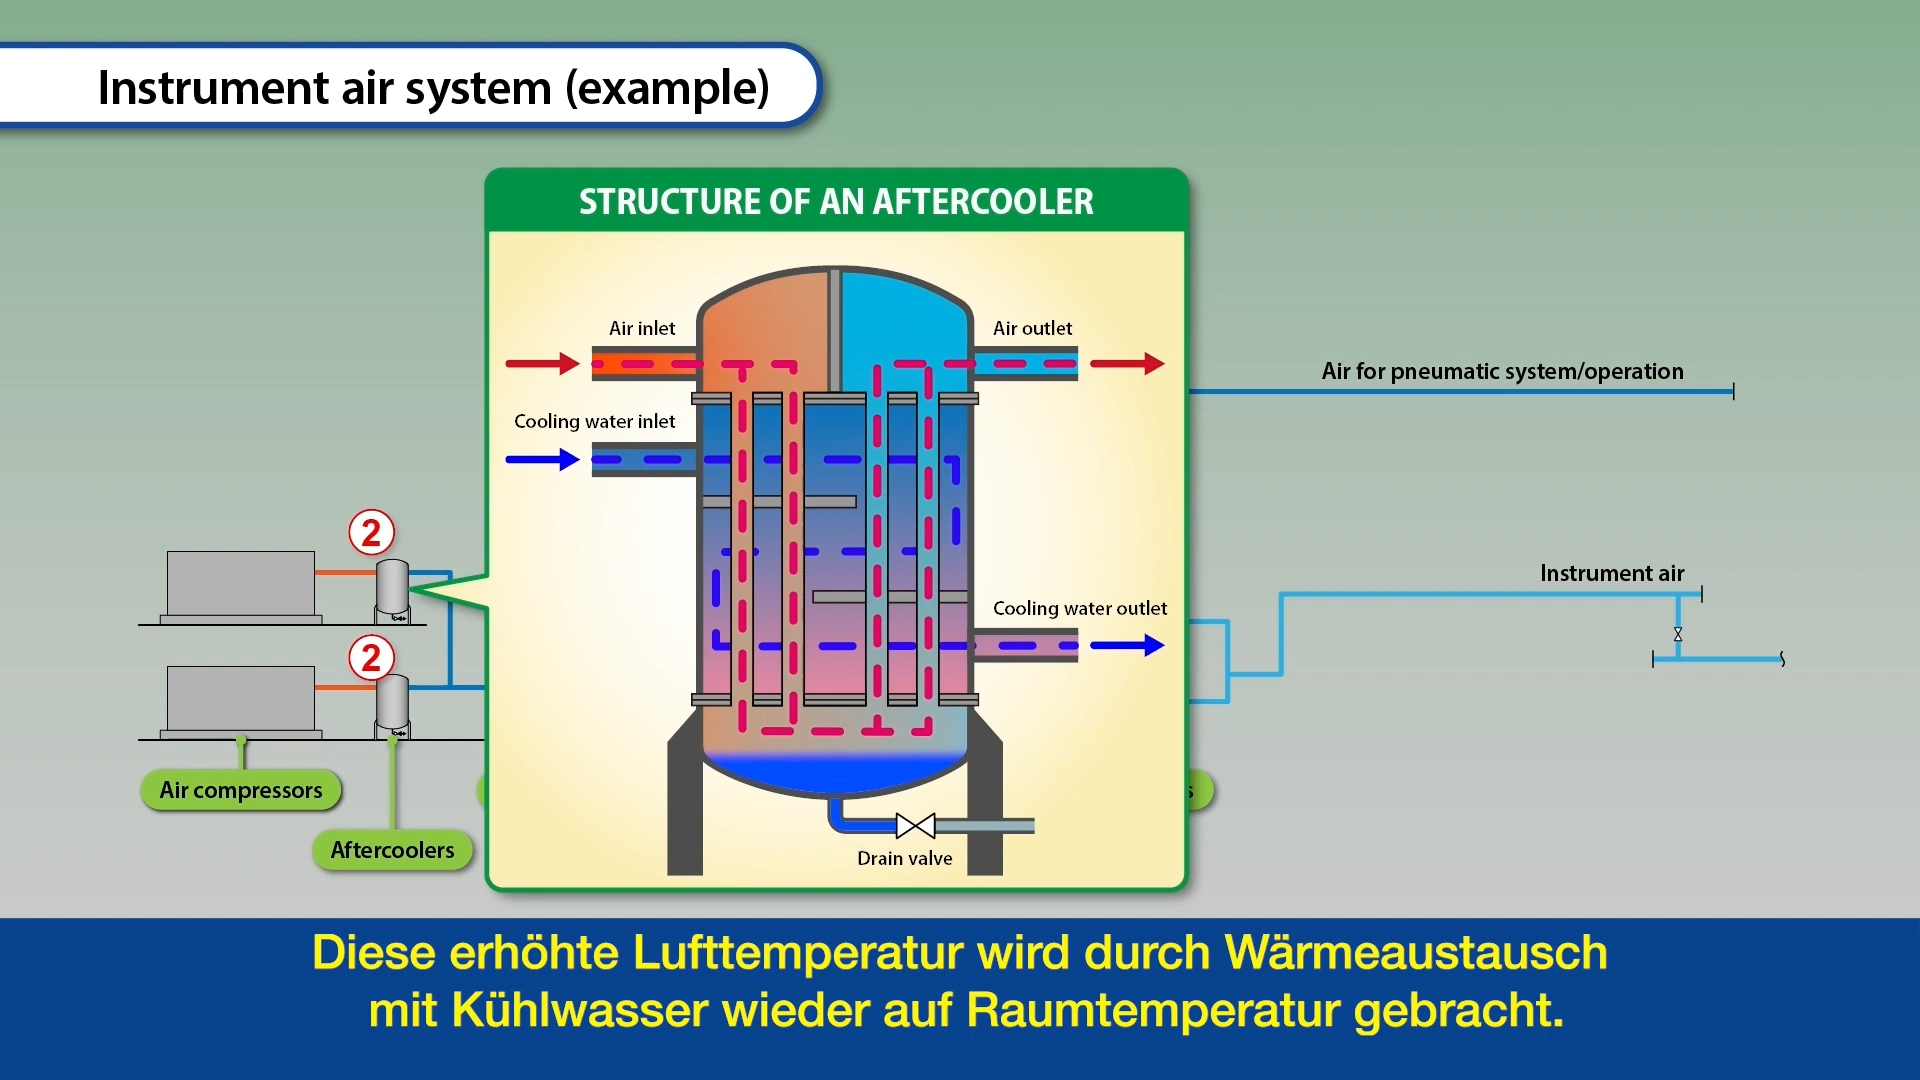 Instrument air system (example)
STRUCTURE OF AN AFTERCOOLER
Air inlet
Air outlet
Cooling water inlet
Air for pneumatic system/operation
2
Instrument air
Cooling water outlet
2
Air compressors
Aftercoolers
Drain valve
Diese erhöhte Lufttemperatur wird durch Wärmeaustausch
mit Kühlwasser wieder auf Raumtemperatur gebracht.